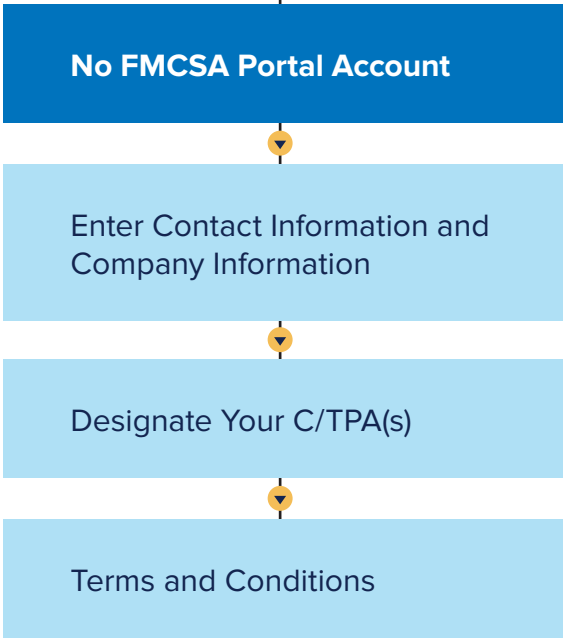 No FMCSA Portal Account
Enter Contact Information and
Company Information
Designate Your C/TPA(s)
Terms and Conditions